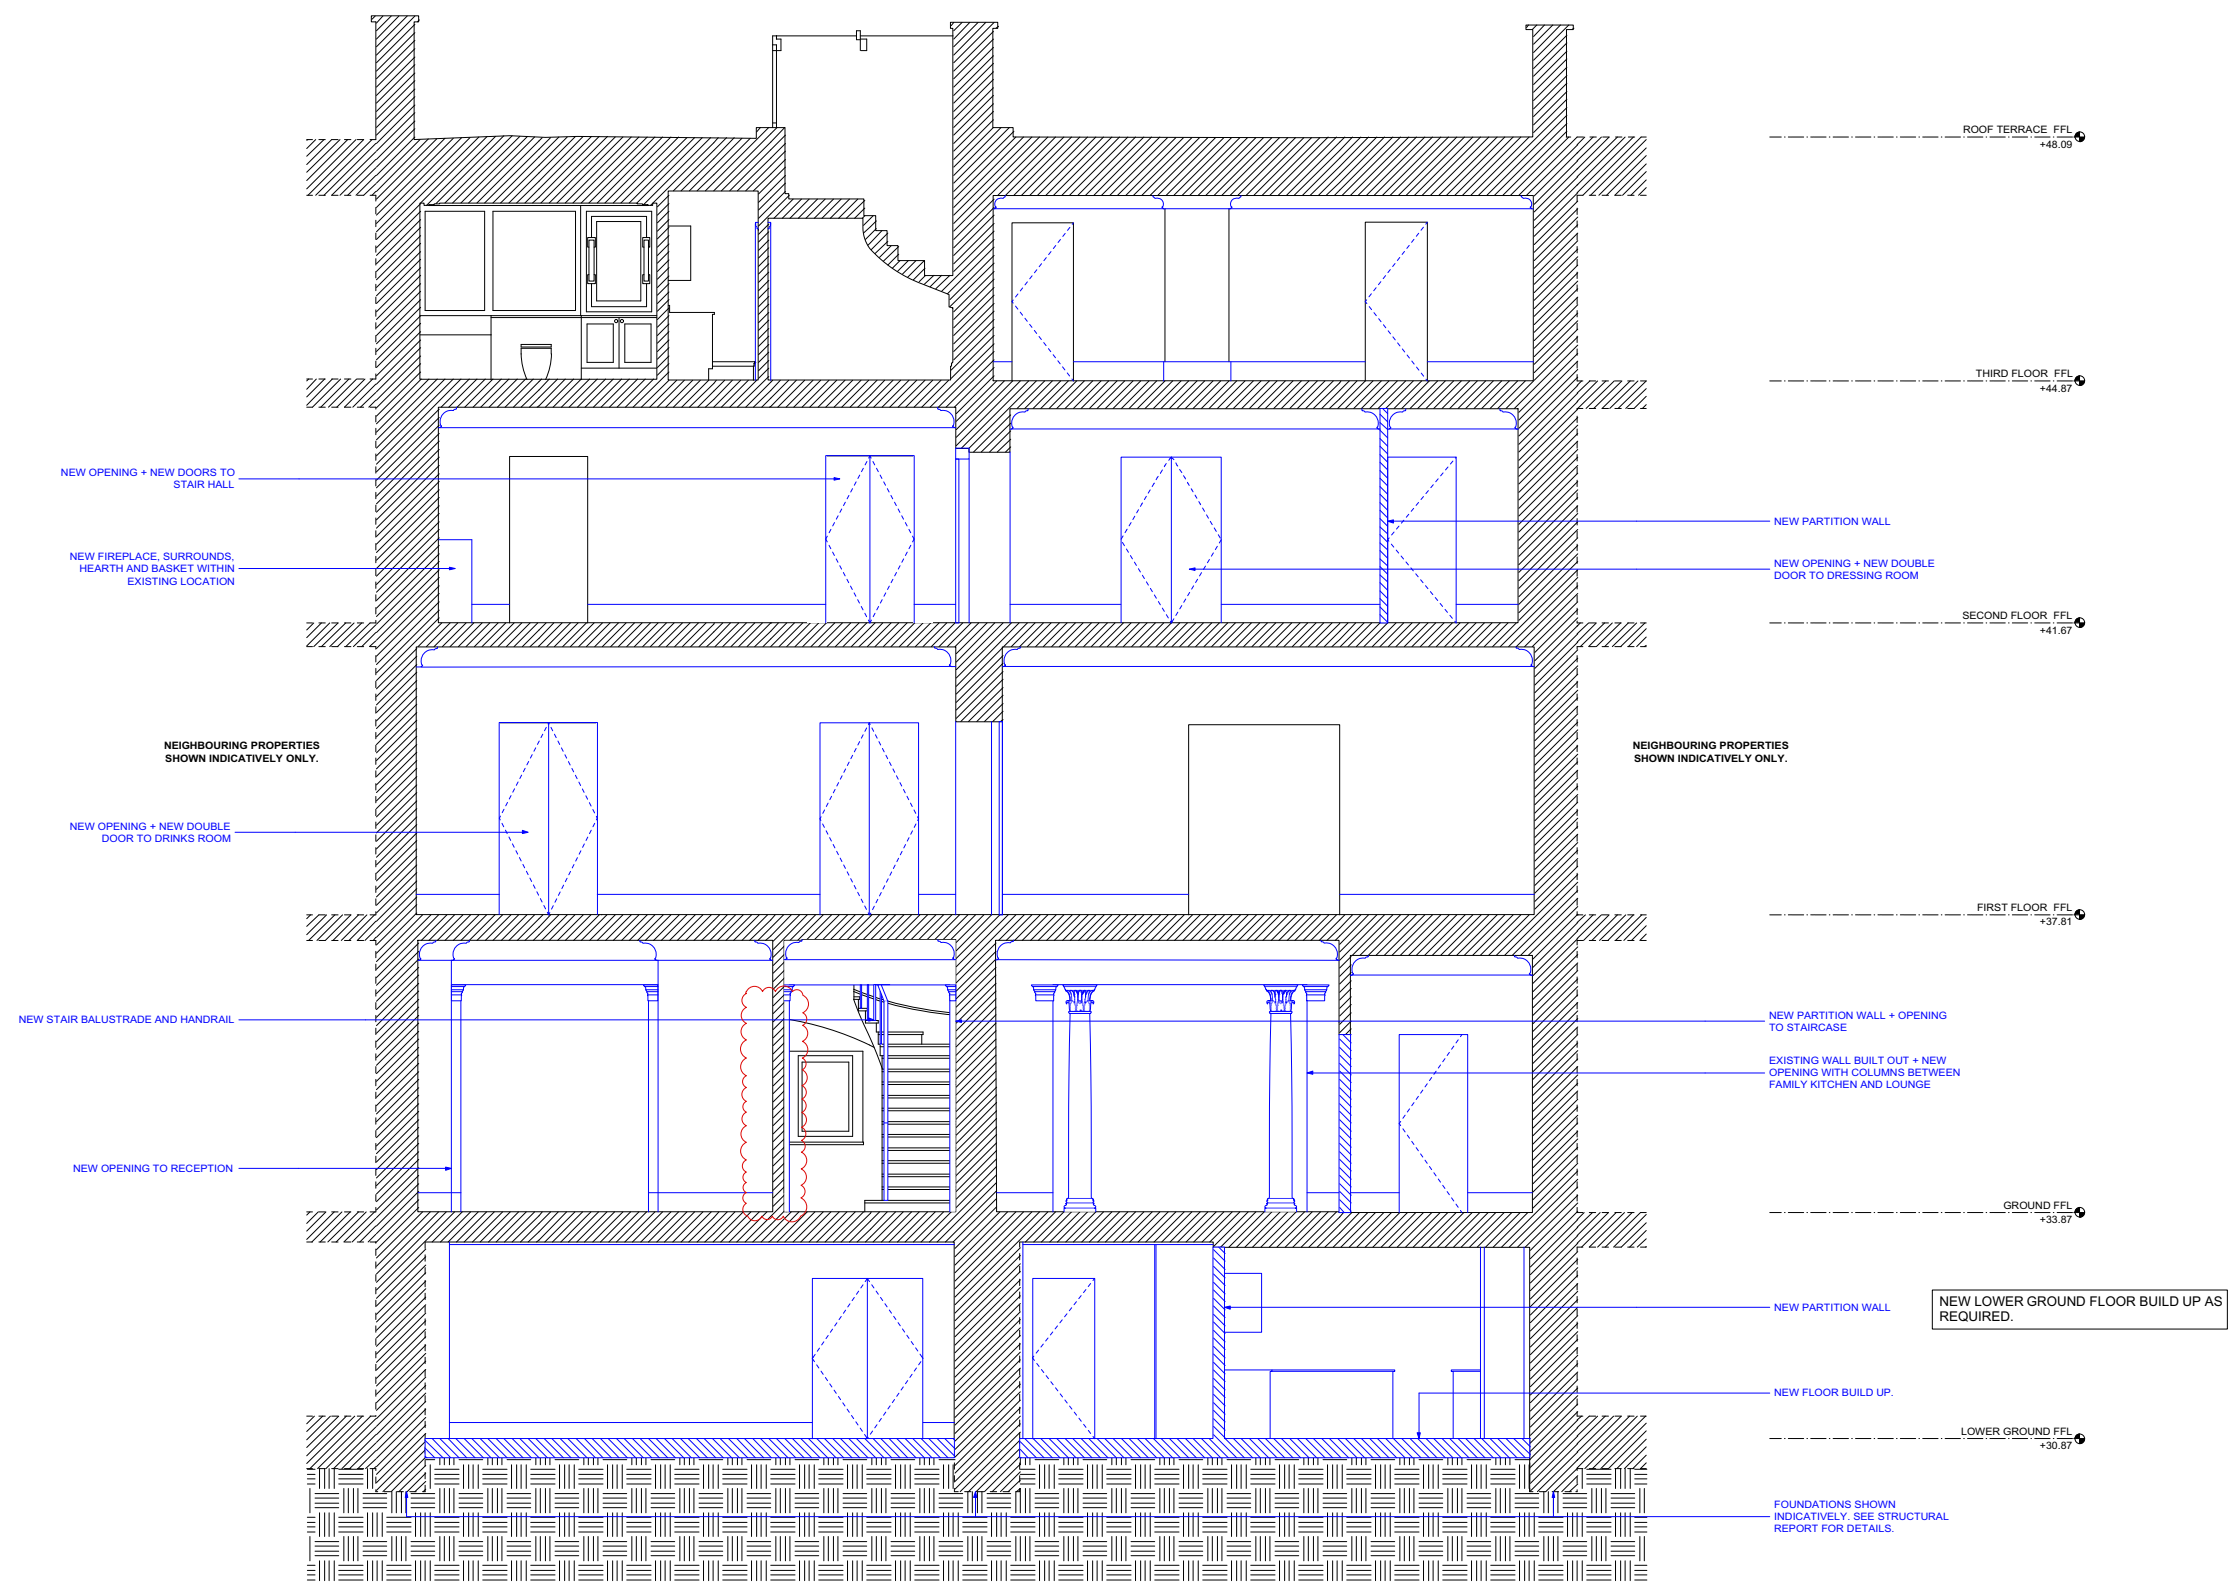 ROOF TERRACE FFL
+48.09
THIRD FLOOR FFL
+44.87
NEW OPENING + NEW DOORS TO
STAIR HALL
NEW FIREPLACE, SURROUNDS,
HEARTH AND BASKET WITHIN
EXISTING LOCATION
NEW PARTITION WALL
NEW OPENING + NEW DOUBLE
DOOR TO DRESSING ROOM
SECOND FLOOR FFL
+41.67
NEIGHBOURING PROPERTIES
SHOWN INDICATIVELY ONLY.
NEIGHBOURING PROPERTIES
SHOWN INDICATIVELY ONLY.
NEW OPENING + NEW DOUBLE
DOOR TO DRINKS ROOM
FIRST FLOOR FFL
+37.81
NEW STAIR BALUSTRADE AND HANDRAIL
NEW PARTITION WALL + OPENING
TO STAIRCASE
EXISTING WALL BUILT OUT + NEW
OPENING WITH COLUMNS BETWEEN
FAMILY KITCHEN AND LOUNGE
NEW OPENING TO RECEPTION
GROUND FFL
+33.87
NEW PARTITION WALL
NEW LOWER GROUND FLOOR BUILD UP AS
REQUIRED.
NEW FLOOR BUILD UP.
LOWER GROUND FFL
+30.87
FOUNDATIONS SHOWN
INDICATIVELY. SEE STRUCTURAL
REPORT FOR DETAILS.